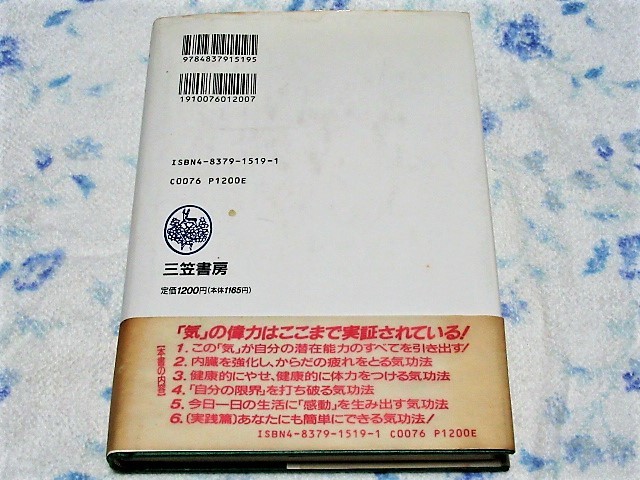 9784837915195
1910076012007
ISBN4-8379-1519-1
C0076 P1200E
三笠書房
定価1200円(本体1165円)
「気」の偉力はここまで実証されている!
[本書の内容]
1. この「気」が自分の潜在能力のすべてを引き出す!
2. 内臓を強化し、からだの疲れをとる気功法
3. 健康的にやせ、健康的に体力をつける気功法
4. 「自分の限界」を打ち破る気功法
5. 今日一日の生活に「感動」を生み出す気功法
6. (実践篇)あなたにも簡単にできる気功法!
ISBN4-8379-1519-1 C0076 P1200E